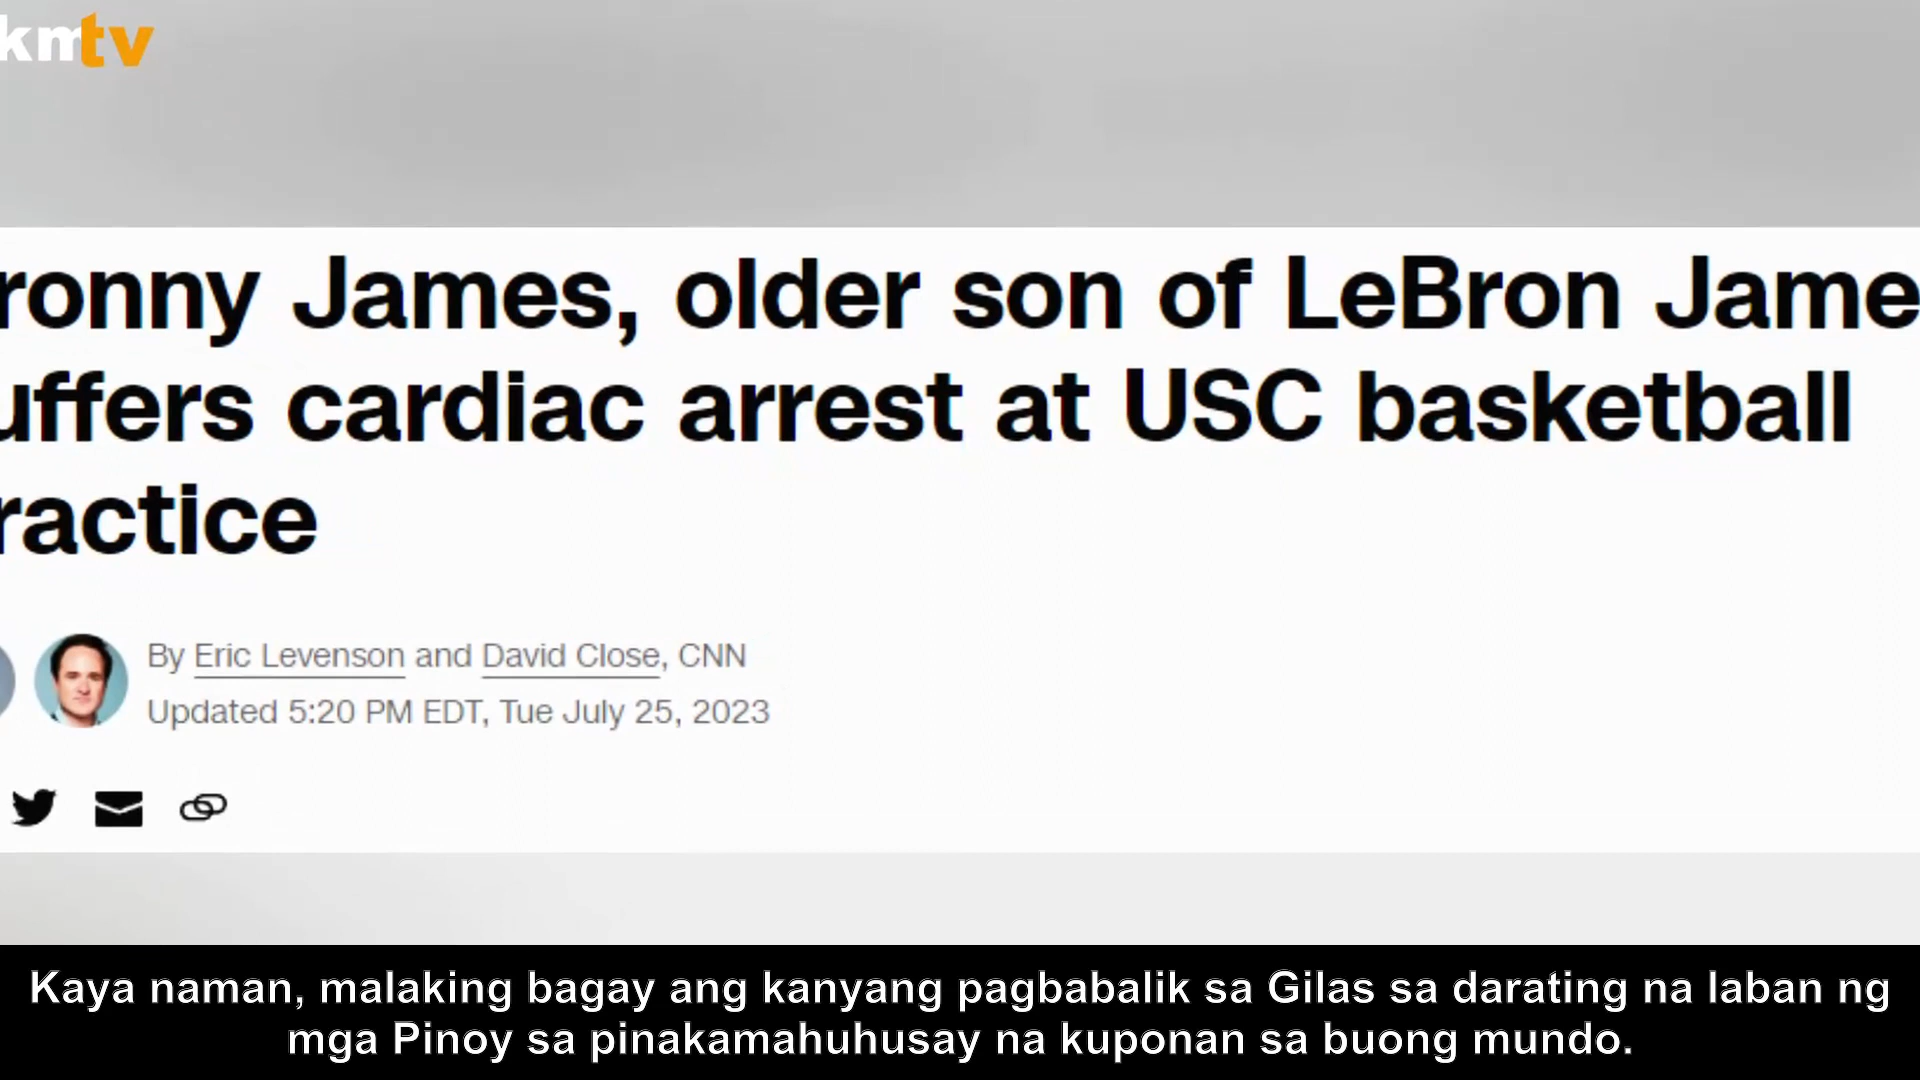 kmtv
ronny James, older son of LeBron Jame
uffers cardiac arrest at USC basketball
ractice
By Eric Levenson and David Close, CNN
Updated 5:20 PM EDT, Tue July 25, 2023
Kaya naman, malaking bagay ang kanyang pagbabalik sa Gilas sa darating na laban ng
mga Pinoy sa pinakamahuhusay na kuponan sa buong mundo.